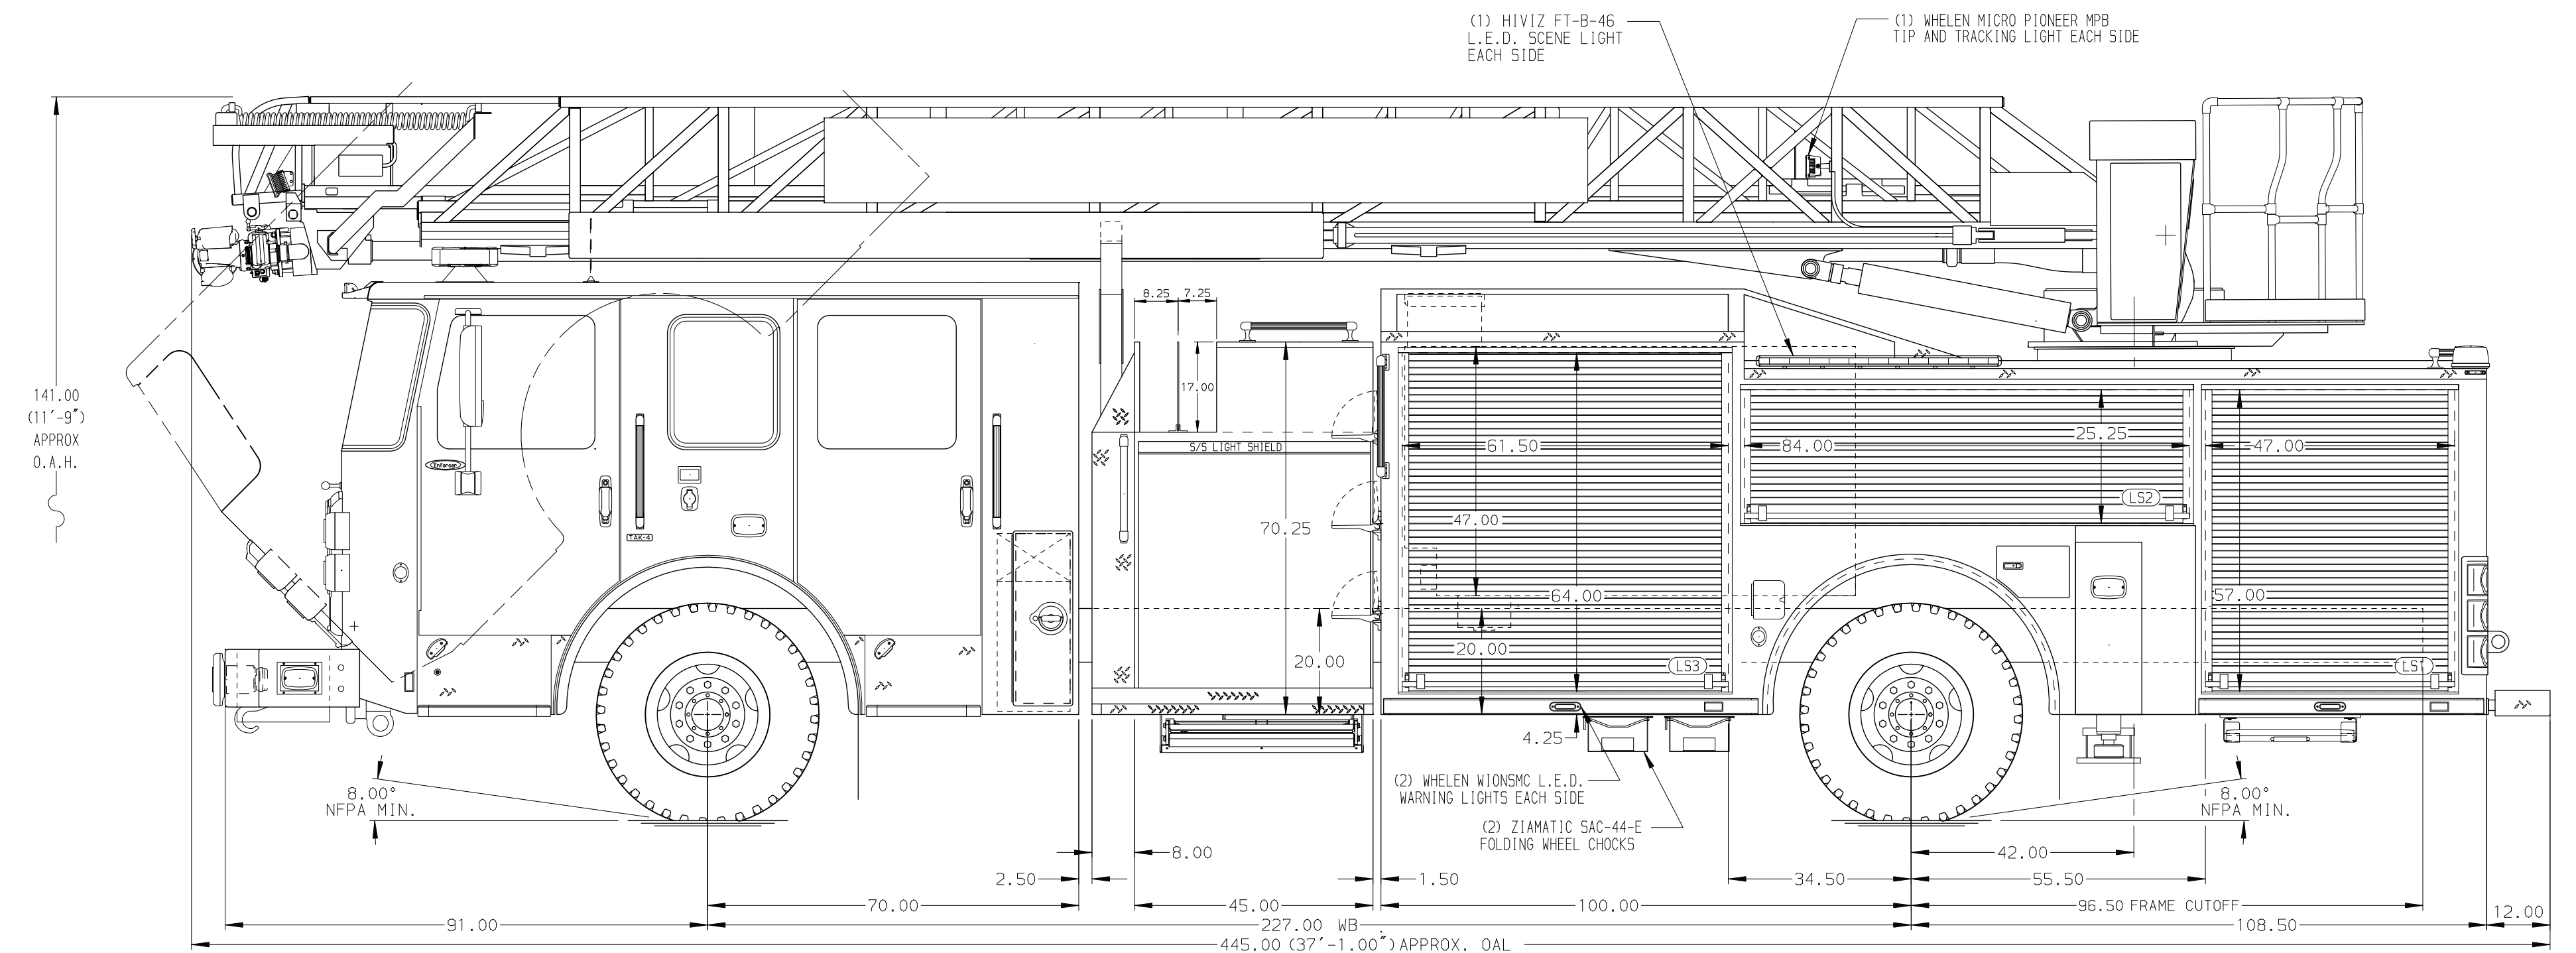 (1) HIVIZ FT-B-46
L.E.D. SCENE LIGHT
EACH SIDE
(1) WHELEN MICRO PIONEER MPB
TIP AND TRACKING LIGHT EACH SIDE
141.00
(11'-9")
APPROX
O.A.H.
8.25
7.25
17.00
S/S LIGHT SHIELD
61.50
84.00
25.25
47.00
Enforcer
LS2
TAK-4
70.25
47.00
64.00
57.00
20.00
20.00
LS3
LS1
4.25
(2) WHELEN WIONSMC L.E.D.
WARNING LIGHTS EACH SIDE
(2) ZIAMATIC SAC-44-E
FOLDING WHEEL CHOCKS
8.00°
NFPA MIN.
8.00°
NFPA MIN.
8.00
42.00
2.50
1.50
34.50
55.50
70.00
45.00
100.00
96.50 FRAME CUTOFF
12.00
91.00
227.00 WB
108.50
445.00 (37'-1.00") APPROX. OAL